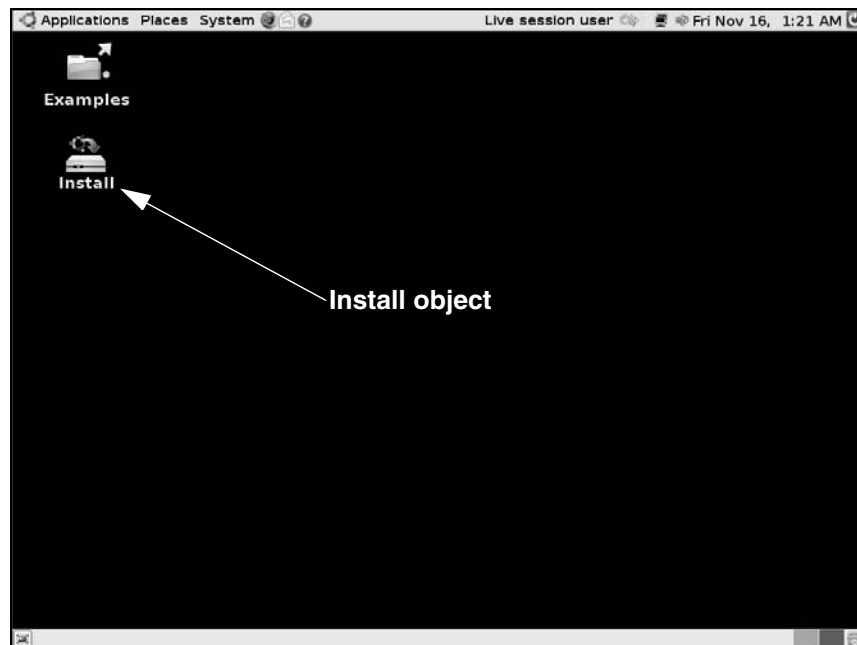 Applications Places System Live session user Fri Nov 16, 1:21 AM
Examples
Install
Install object